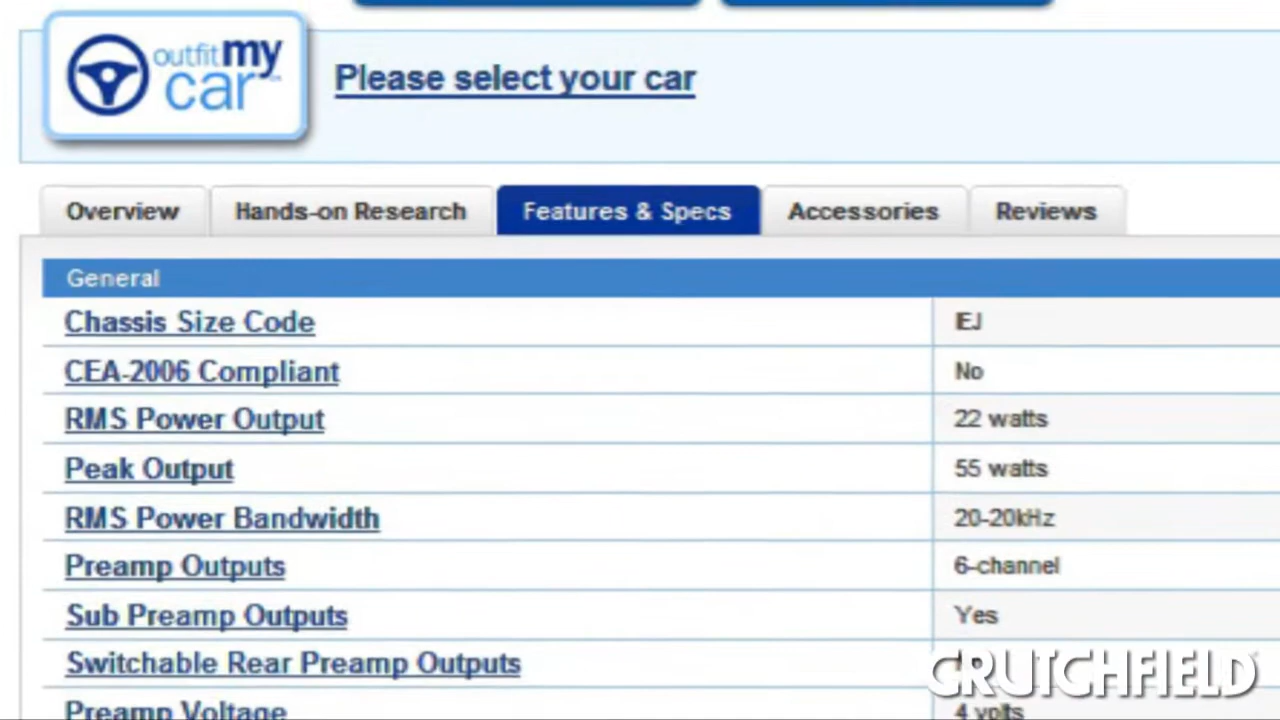 outfit my car
Please select your car
Overview
Hands-on Research
Features & Specs
Accessories
Reviews
General
Chassis Size Code EJ
CEA-2006 Compliant No
RMS Power Output 22 watts
Peak Output 55 watts
RMS Power Bandwidth 20-20kHz
Preamp Outputs 6-channel
Sub Preamp Outputs Yes
Switchable Rear Preamp Outputs
CRUTCHFIELD
Preamp Voltage 4 volts